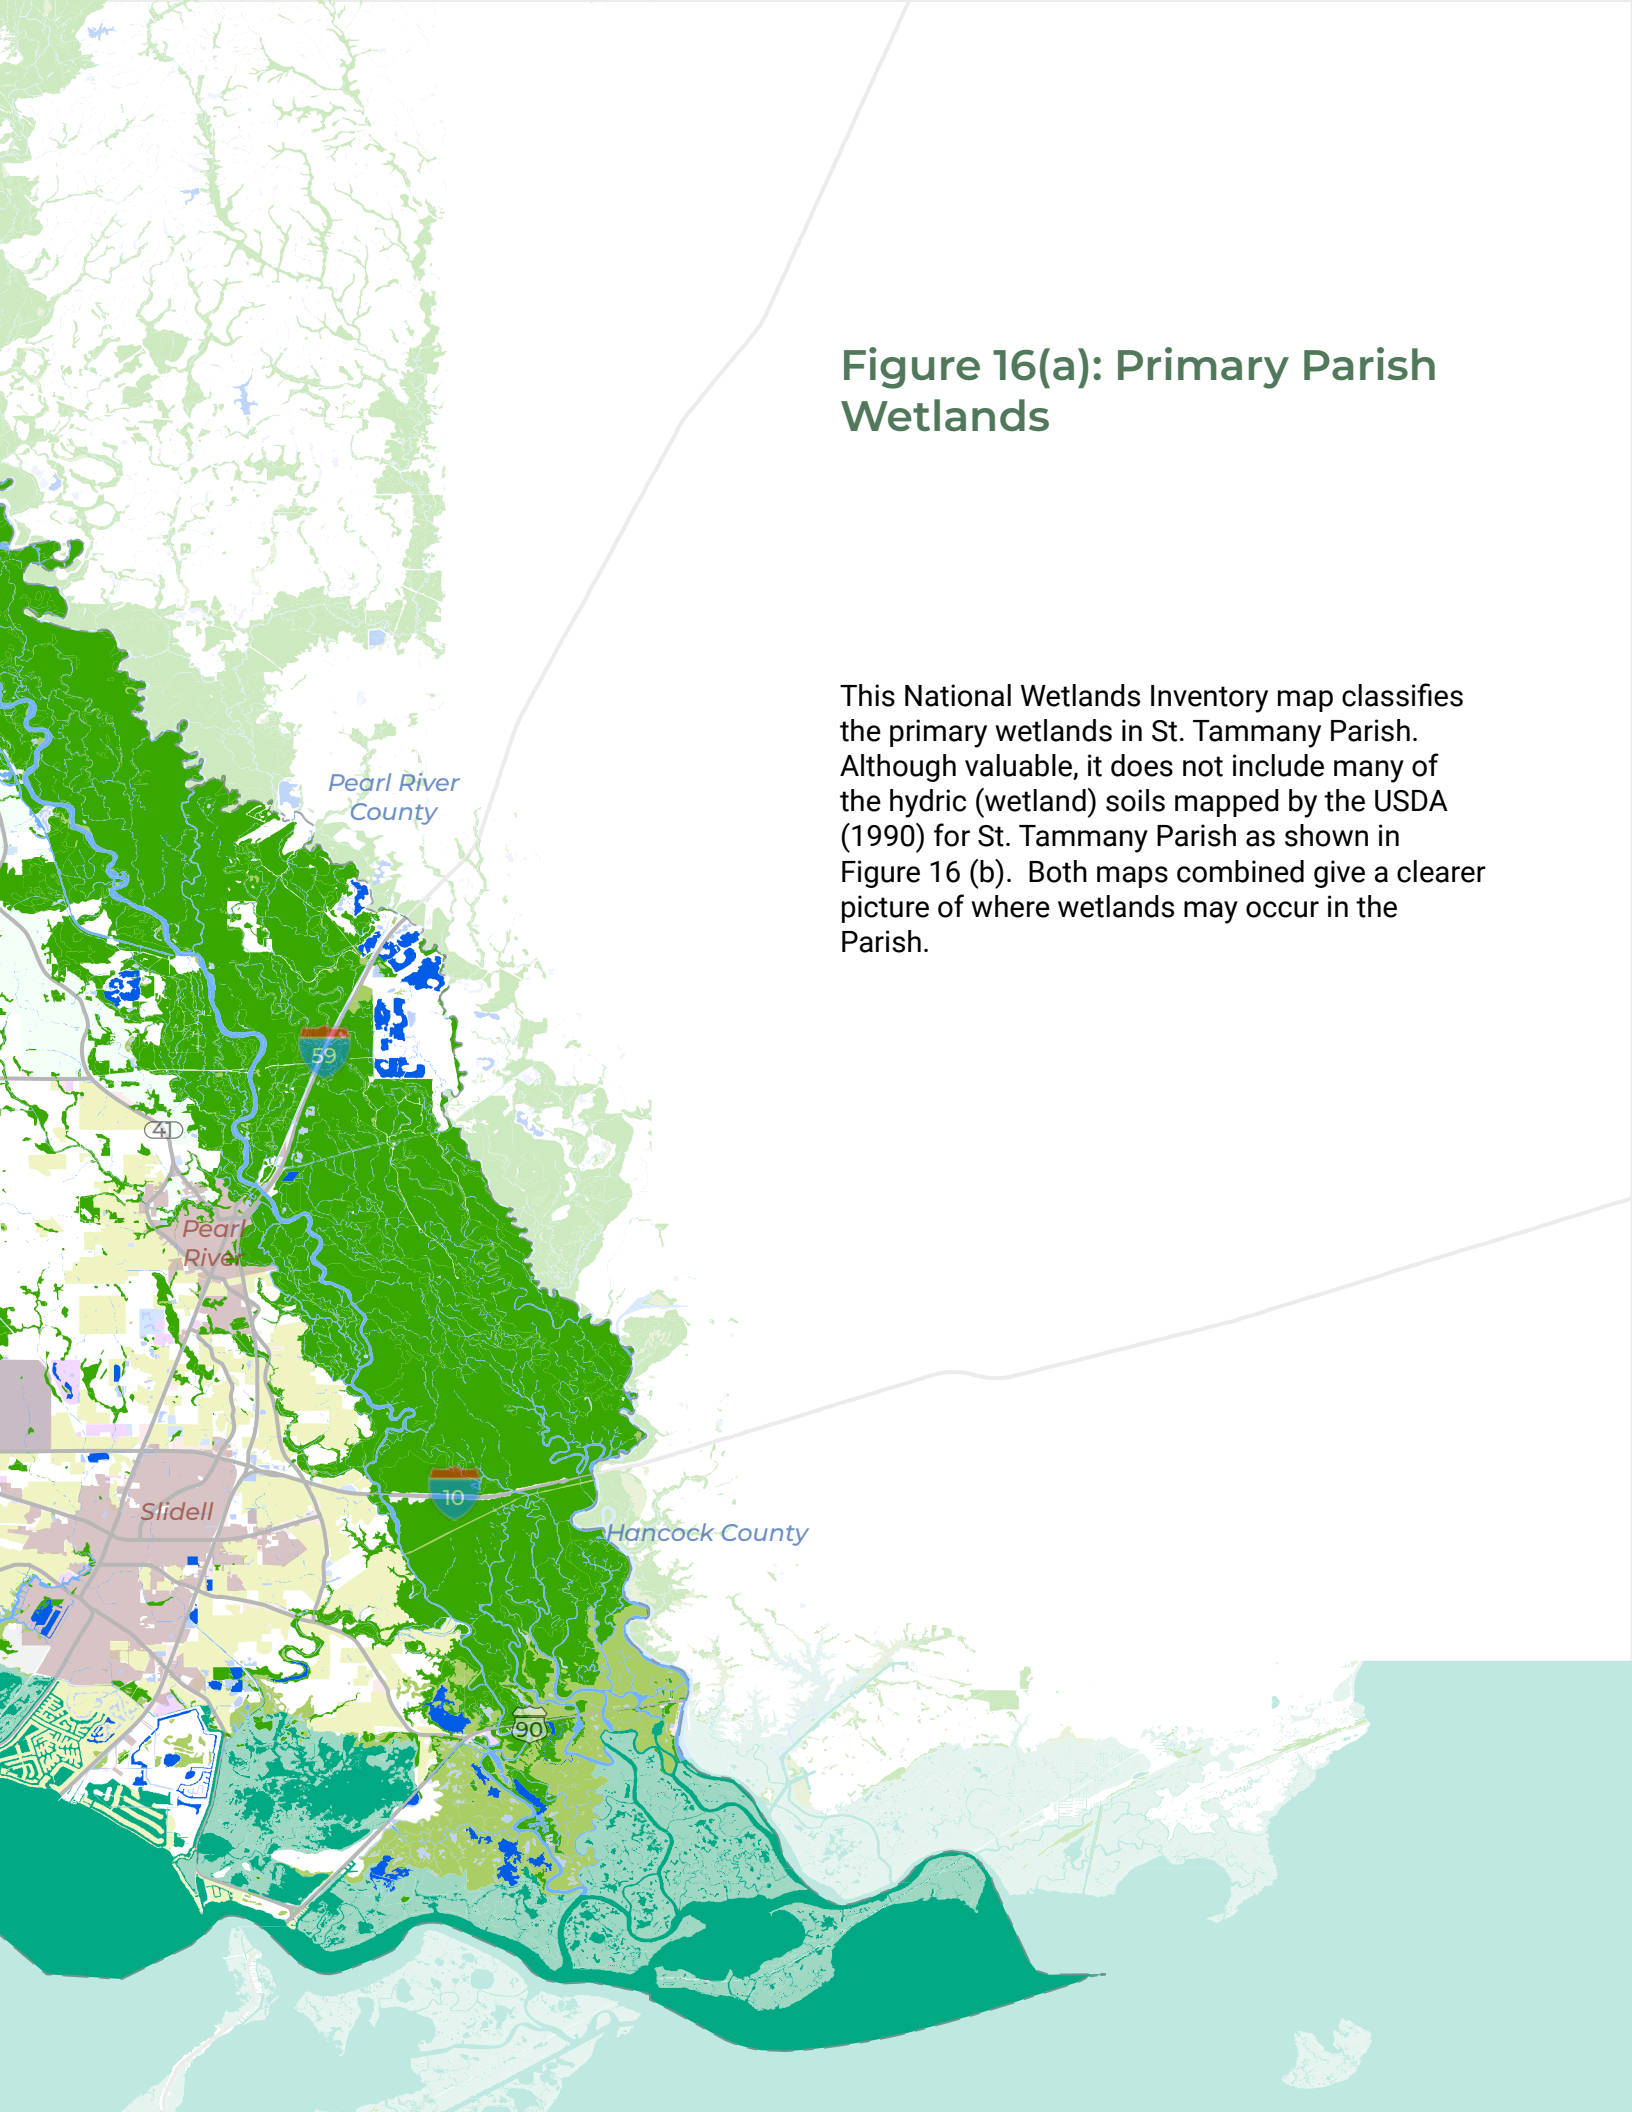 Figure 16(a): Primary Parish
Wetlands
This National Wetlands Inventory map classifies
the primary wetlands in St. Tammany Parish.
Although valuable, it does not include many of
the hydric (wetland) soils mapped by the USDA
(1990) for St. Tammany Parish as shown in
Figure 16 (b).  Both maps combined give a clearer
picture of where wetlands may occur in the
Parish.
Pearl River
County
59
41
Pearl
River
10
Slidell
Hancock County
90